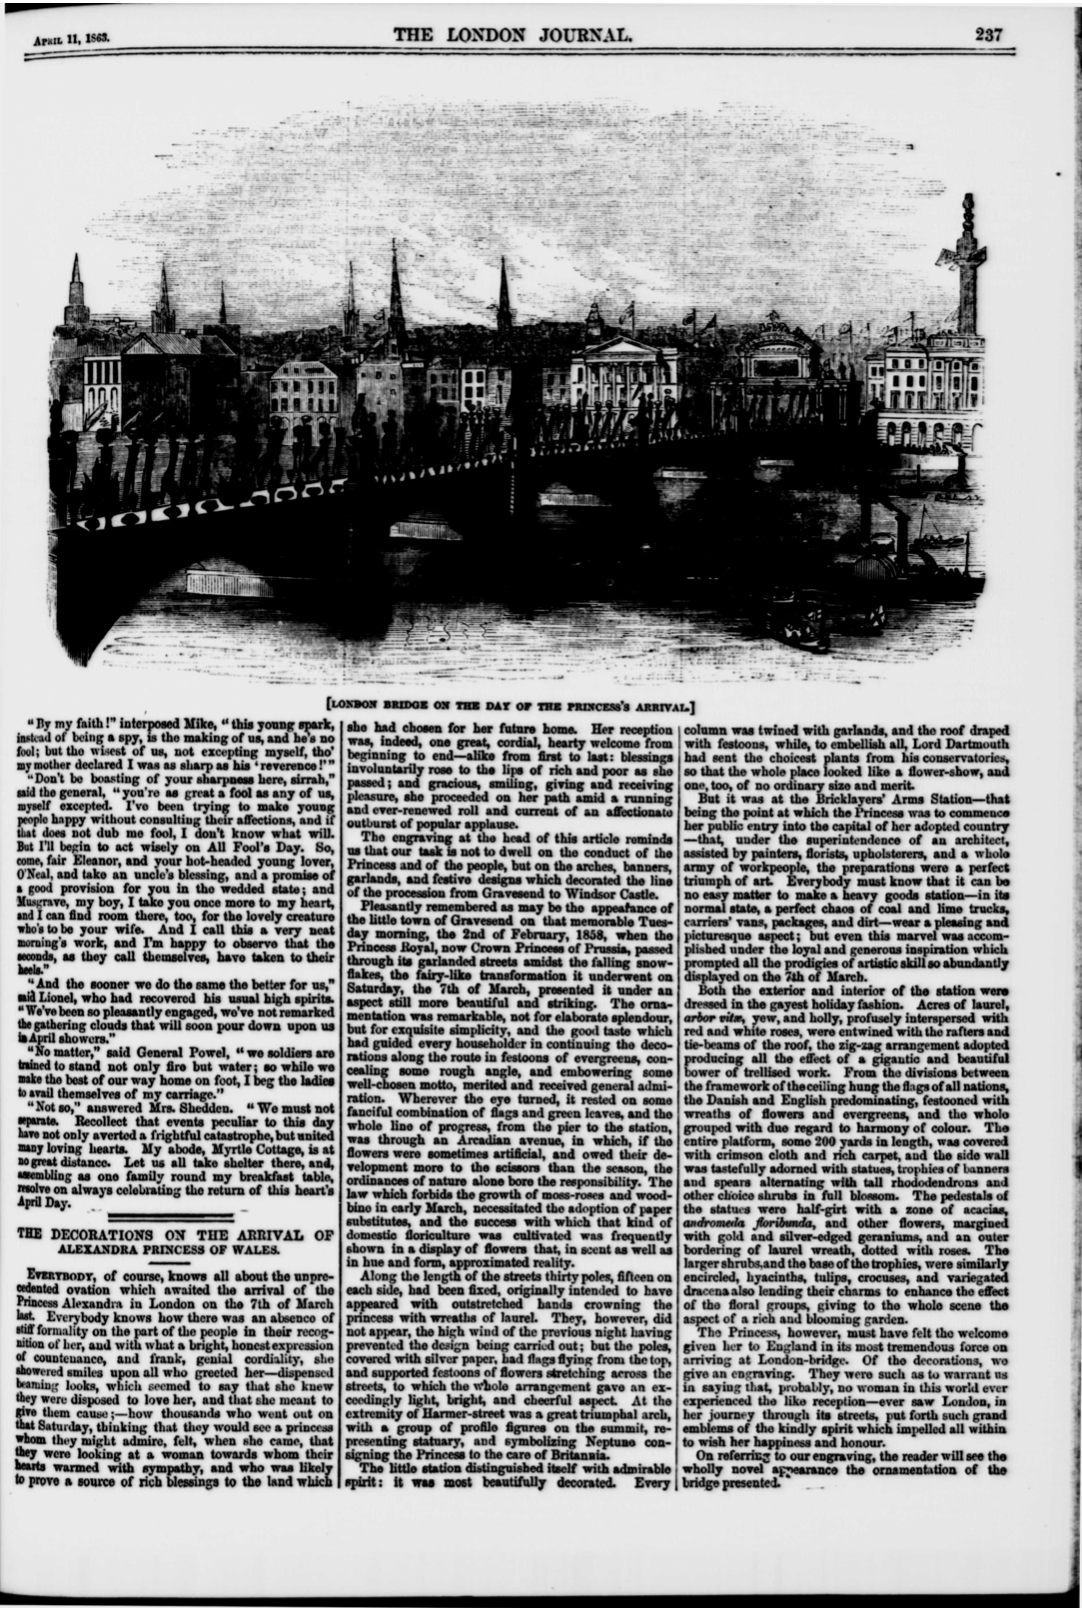 APRIL 11, 1863.
THE LONDON JOURNAL.
237
[LONDON BRIDGE ON THE DAY OF THE PRINCESS'S ARRIVAL.]
"By my faith!" interposed Mike, "this young spark,
instead of being a spy, is the making of us, and he's no
fool; but the wisest of us, not excepting myself, tho'
my mother declared I was as sharp as his 'reverence!'"
"Don't be boasting of your sharpness here, sirrah,"
said the general, "you're as great a fool as any of us,
myself excepted. I've been trying to make young
people happy without consulting their affections, and if
that does not dub me fool, I don't know what will.
But I'll begin to act wisely on All Fool's Day. So,
come, fair Eleanor, and your hot-headed young lover,
O'Neal, and take an uncle's blessing, and a promise of
a good provision for you in the wedded state; and
Musgrave, my boy, I take you once more to my heart,
and I can find room there, too, for the lovely creature
who's to be your wife. And I call this a very neat
morning's work, and I'm happy to observe that the
seconds, as they call themselves, have taken to their
heels."
"And the sooner we do the same the better for us,"
said Lionel, who had recovered his usual high spirits.
"We've been so pleasantly engaged, we've not remarked
the gathering clouds that will soon pour down upon us
in April showers."
"No matter," said General Powel, "we soldiers are
trained to stand not only fire but water; so while we
make the best of our way home on foot, I beg the ladies
to avail themselves of my carriage."
"Not so," answered Mrs. Shedden. "We must not
separate. Recollect that events peculiar to this day
have not only averted a frightful catastrophe, but united
many loving hearts. My abode, Myrtle Cottage, is at
no great distance. Let us all take shelter there, and,
assembling as one family round my breakfast table,
resolve on always celebrating the return of this heart's
April Day.
THE DECORATIONS ON THE ARRIVAL OF
ALEXANDRA PRINCESS OF WALES.
EVERYBODY, of course, knows all about the unpre-
cedented ovation which awaited the arrival of the
Princess Alexandra in London on the 7th of March
last. Everybody knows how there was an absence of
stiff formality on the part of the people in their recog-
nition of her, and with what a bright, honest expression
of countenance, and frank, genial cordiality, she
showered smiles upon all who greeted her—dispensed
beaming looks, which seemed to say that she knew
they were disposed to love her, and that she meant to
give them cause;—how thousands who went out on
that Saturday, thinking that they would see a princess
whom they might admire, felt, when she came, that
they were looking at a woman towards whom their
hearts warmed with sympathy, and who was likely
to prove a source of rich blessings to the land which
she had chosen for her future home. Her reception
was, indeed, one great, cordial, hearty welcome from
beginning to end—alike from first to last: blessings
involuntarily rose to the lips of rich and poor as she
passed; and gracious, smiling, giving and receiving
pleasure, she proceeded on her path amid a running
and ever-renewed roll and current of an affectionate
outburst of popular applause.
The engraving at the head of this article reminds
us that our task is not to dwell on the conduct of the
Princess and of the people, but on the arches, banners,
garlands, and festive designs which decorated the line
of the procession from Gravesend to Windsor Castle.
Pleasantly remembered as may be the appearance of
the little town of Gravesend on that memorable Tues-
day morning, the 2nd of February, 1858, when the
Princess Royal, now Crown Princess of Prussia, passed
through its garlanded streets amidst the falling snow-
flakes, the fairy-like transformation it underwent on
Saturday, the 7th of March, presented it under an
aspect still more beautiful and striking. The orna-
mentation was remarkable, not for elaborate splendour,
but for exquisite simplicity, and the good taste which
had guided every householder in continuing the deco-
rations along the route in festoons of evergreens, con-
cealing some rough angle, and embowering some
well-chosen motto, merited and received general admi-
ration. Wherever the eye turned, it rested on some
fanciful combination of flags and green leaves, and the
whole line of progress, from the pier to the station,
was through an Arcadian avenue, in which, if the
flowers were sometimes artificial, and owed their de-
velopment more to the scissors than the season, the
ordinances of nature alone bore the responsibility. The
law which forbids the growth of moss-roses and wood-
bine in early March, necessitated the adoption of paper
substitutes, and the success with which that kind of
domestic floriculture was cultivated was frequently
shown in a display of flowers that, in scent as well as
in hue and form, approximated reality.
Along the length of the streets thirty poles, fifteen on
each side, had been fixed, originally intended to have
appeared with outstretched hands crowning the
princess with wreaths of laurel. They, however, did
not appear, the high wind of the previous night having
prevented the design being carried out; but the poles,
covered with silver paper, had flags flying from the top,
and supported festoons of flowers stretching across the
streets, to which the whole arrangement gave an ex-
ceedingly light, bright, and cheerful aspect. At the
extremity of Harmer-street was a great triumphal arch,
with a group of profile figures on the summit, re-
presenting statuary, and symbolizing Neptune con-
signing the Princess to the care of Britannia.
The little station distinguished itself with admirable
spirit: it was most beautifully decorated. Every
column was twined with garlands, and the roof draped
with festoons, while, to embellish all, Lord Dartmouth
had sent the choicest plants from his conservatories,
so that the whole place looked like a flower-show, and
one, too, of no ordinary size and merit.
But it was at the Bricklayers' Arms Station—that
being the point at which the Princess was to commence
her public entry into the capital of her adopted country
—that, under the superintendence of an architect,
assisted by painters, florists, upholsterers, and a whole
army of workpeople, the preparations were a perfect
triumph of art. Everybody must know that it can be
no easy matter to make a heavy goods station—in its
normal state, a perfect chaos of coal and lime trucks,
carriers' vans, packages, and dirt—wear a pleasing and
picturesque aspect; but even this marvel was accom-
plished under the loyal and generous inspiration which
prompted all the prodigies of artistic skill so abundantly
displayed on the 7th of March.
Both the exterior and interior of the station were
dressed in the gayest holiday fashion. Acres of laurel,
arbor vitæ, yew, and holly, profusely interspersed with
red and white roses, were entwined with the rafters and
tie-beams of the roof, the zig-zag arrangement adopted
producing all the effect of a gigantic and beautiful
bower of trellised work. From the divisions between
the framework of the ceiling hung the flags of all nations,
the Danish and English predominating, festooned with
wreaths of flowers and evergreens, and the whole
grouped with due regard to harmony of colour. The
entire platform, some 200 yards in length, was covered
with crimson cloth and rich carpet, and the side wall
was tastefully adorned with statues, trophies of banners
and spears alternating with tall rhododendrons and
other choice shrubs in full blossom. The pedestals of
the statues were half-girt with a zone of acacias,
andromeda floribunda, and other flowers, margined
with gold and silver-edged geraniums, and an outer
bordering of laurel wreath, dotted with roses. The
larger shrubs, and the base of the trophies, were similarly
encircled, hyacinths, tulips, crocuses, and variegated
dracena also lending their charms to enhance the effect
of the floral groups, giving to the whole scene the
aspect of a rich and blooming garden.
The Princess, however, must have felt the welcome
given her to England in its most tremendous force on
arriving at London-bridge. Of the decorations, we
give an engraving. They were such as to warrant us
in saying that, probably, no woman in this world ever
experienced the like reception—ever saw London, in
her journey through its streets, put forth such grand
emblems of the kindly spirit which impelled all within
to wish her happiness and honour.
On referring to our engraving, the reader will see the
wholly novel appearance the ornamentation of the
bridge presented.